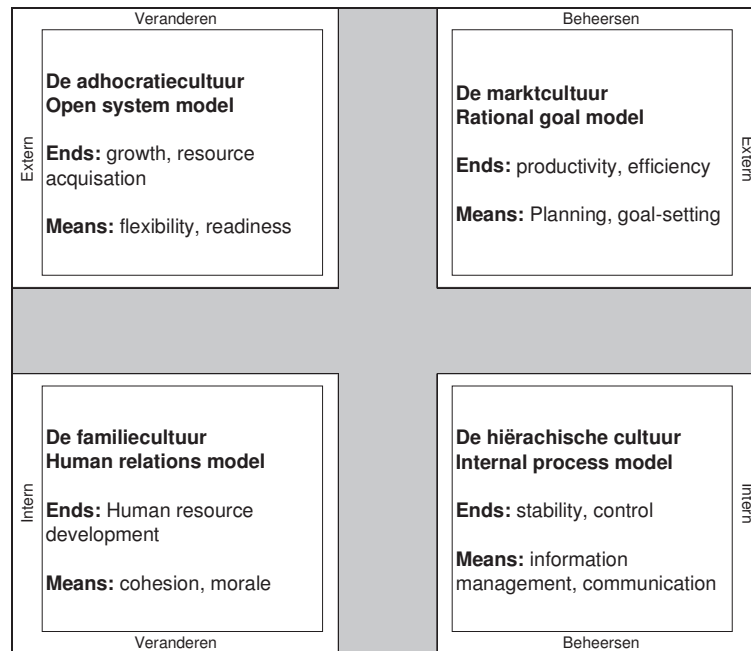 Veranderen
Extern
De adhocratiecultuur
Open system model
Ends: growth, resource
acquisation
Means: flexibility, readiness
Beheersen
De marktcultuur
Rational goal model
Ends: productivity, efficiency
Means: Planning, goal-setting
Extern
Intern
De familiecultuur
Human relations model
Ends: Human resource
development
Means: cohesion, morale
Veranderen
De hiërachische cultuur
Internal process model
Ends: stability, control
Means: information
management, communication
Intern
Beheersen